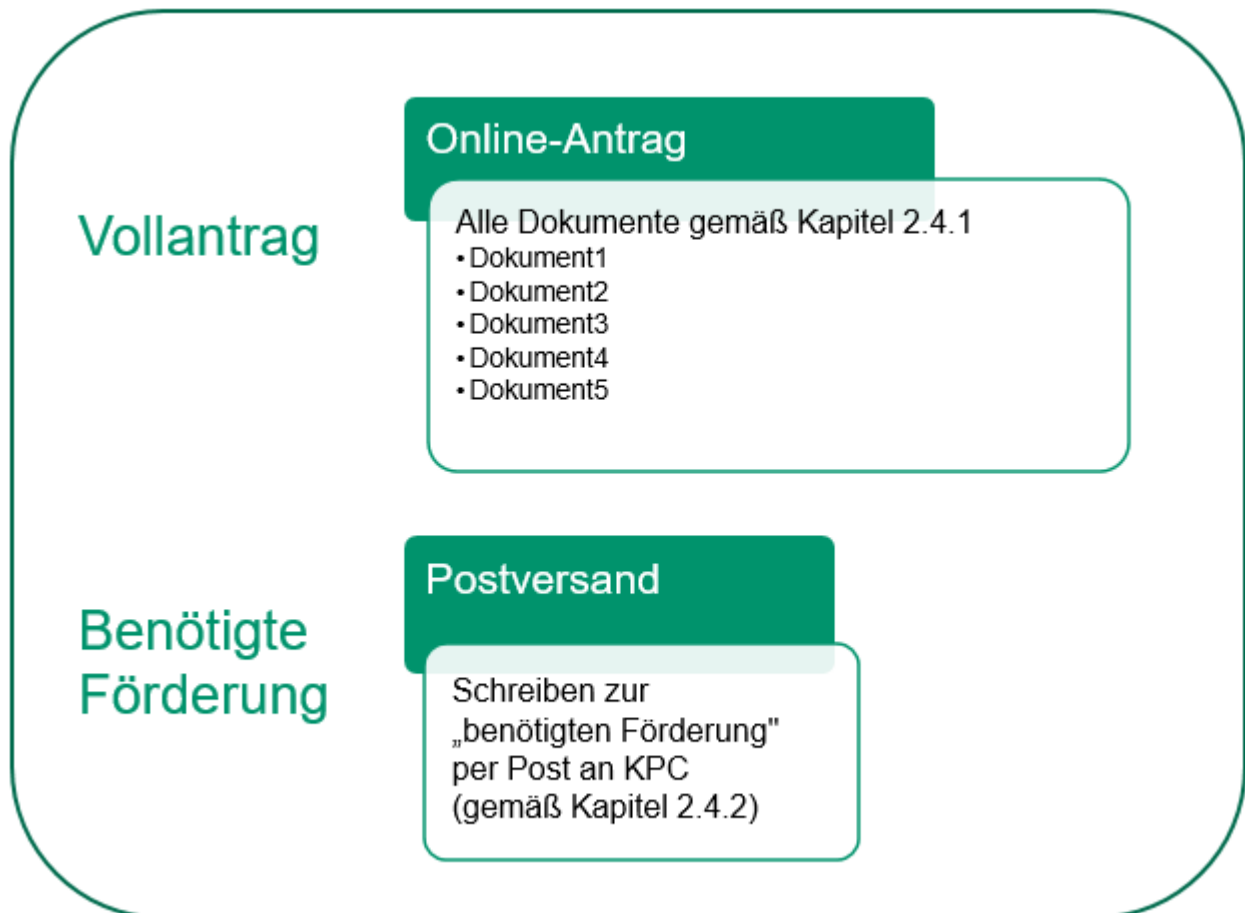 Online-Antrag
Vollantrag
Alle Dokumente gemäß Kapitel 2.4.1
• Dokument1
• Dokument2
• Dokument3
• Dokument4
• Dokument5
Postversand
Benötigte
Förderung
Schreiben zur
„benötigten Förderung"
per Post an KPC
(gemäß Kapitel 2.4.2)